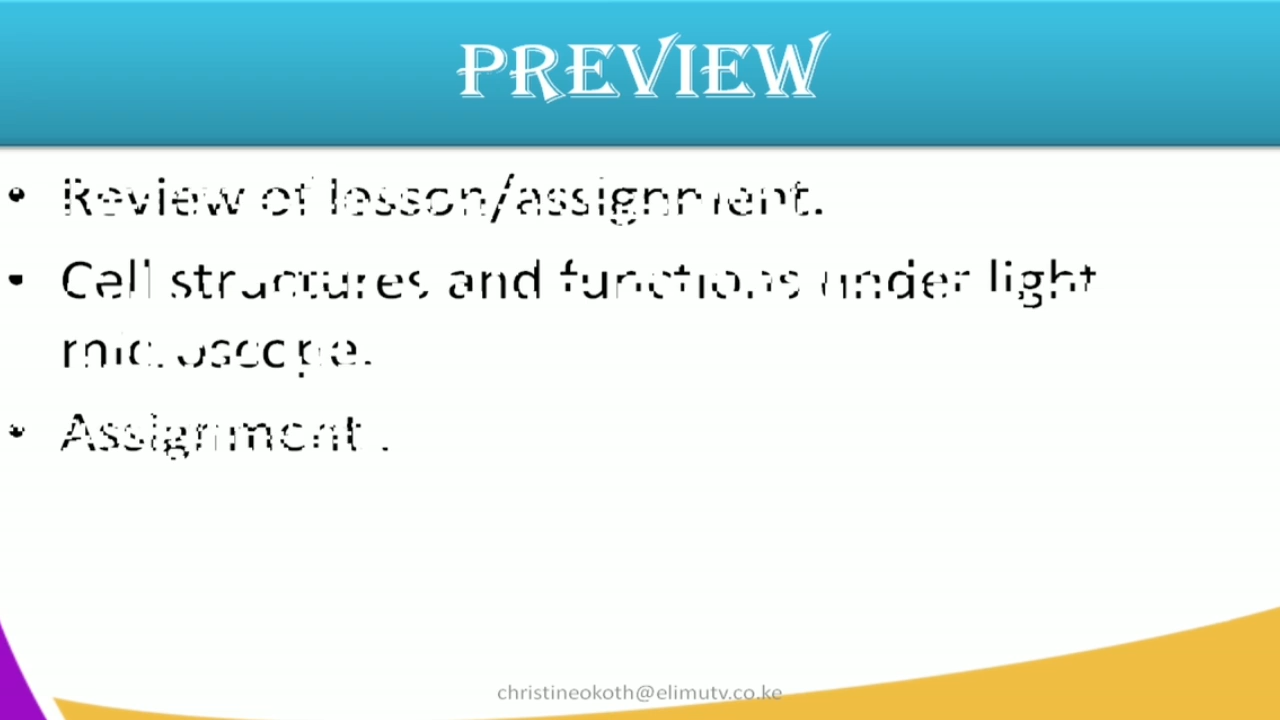 PREVIEW
• Review of lesson/assignment.
• Cell structures and functions under light
microscope.
• Assignment .
christineokoth@elimutv.co.ke